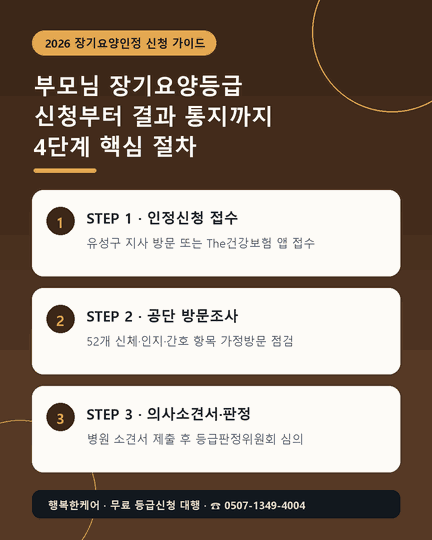 2026 장기요양인정 신청 가이드
부모님 장기요양등급
신청부터 결과 통지까지
4단계 핵심 절차
1
STEP 1 · 인정신청 접수
유성구 지사 방문 또는 The건강보험 앱 접수
2
STEP 2 · 공단 방문조사
52개 신체·인지·간호 항목 가정방문 점검
3
STEP 3 · 의사소견서·판정
병원 소견서 제출 후 등급판정위원회 심의
행복한케어 · 무료 등급신청 대행 · ☎ 0507-1349-4004